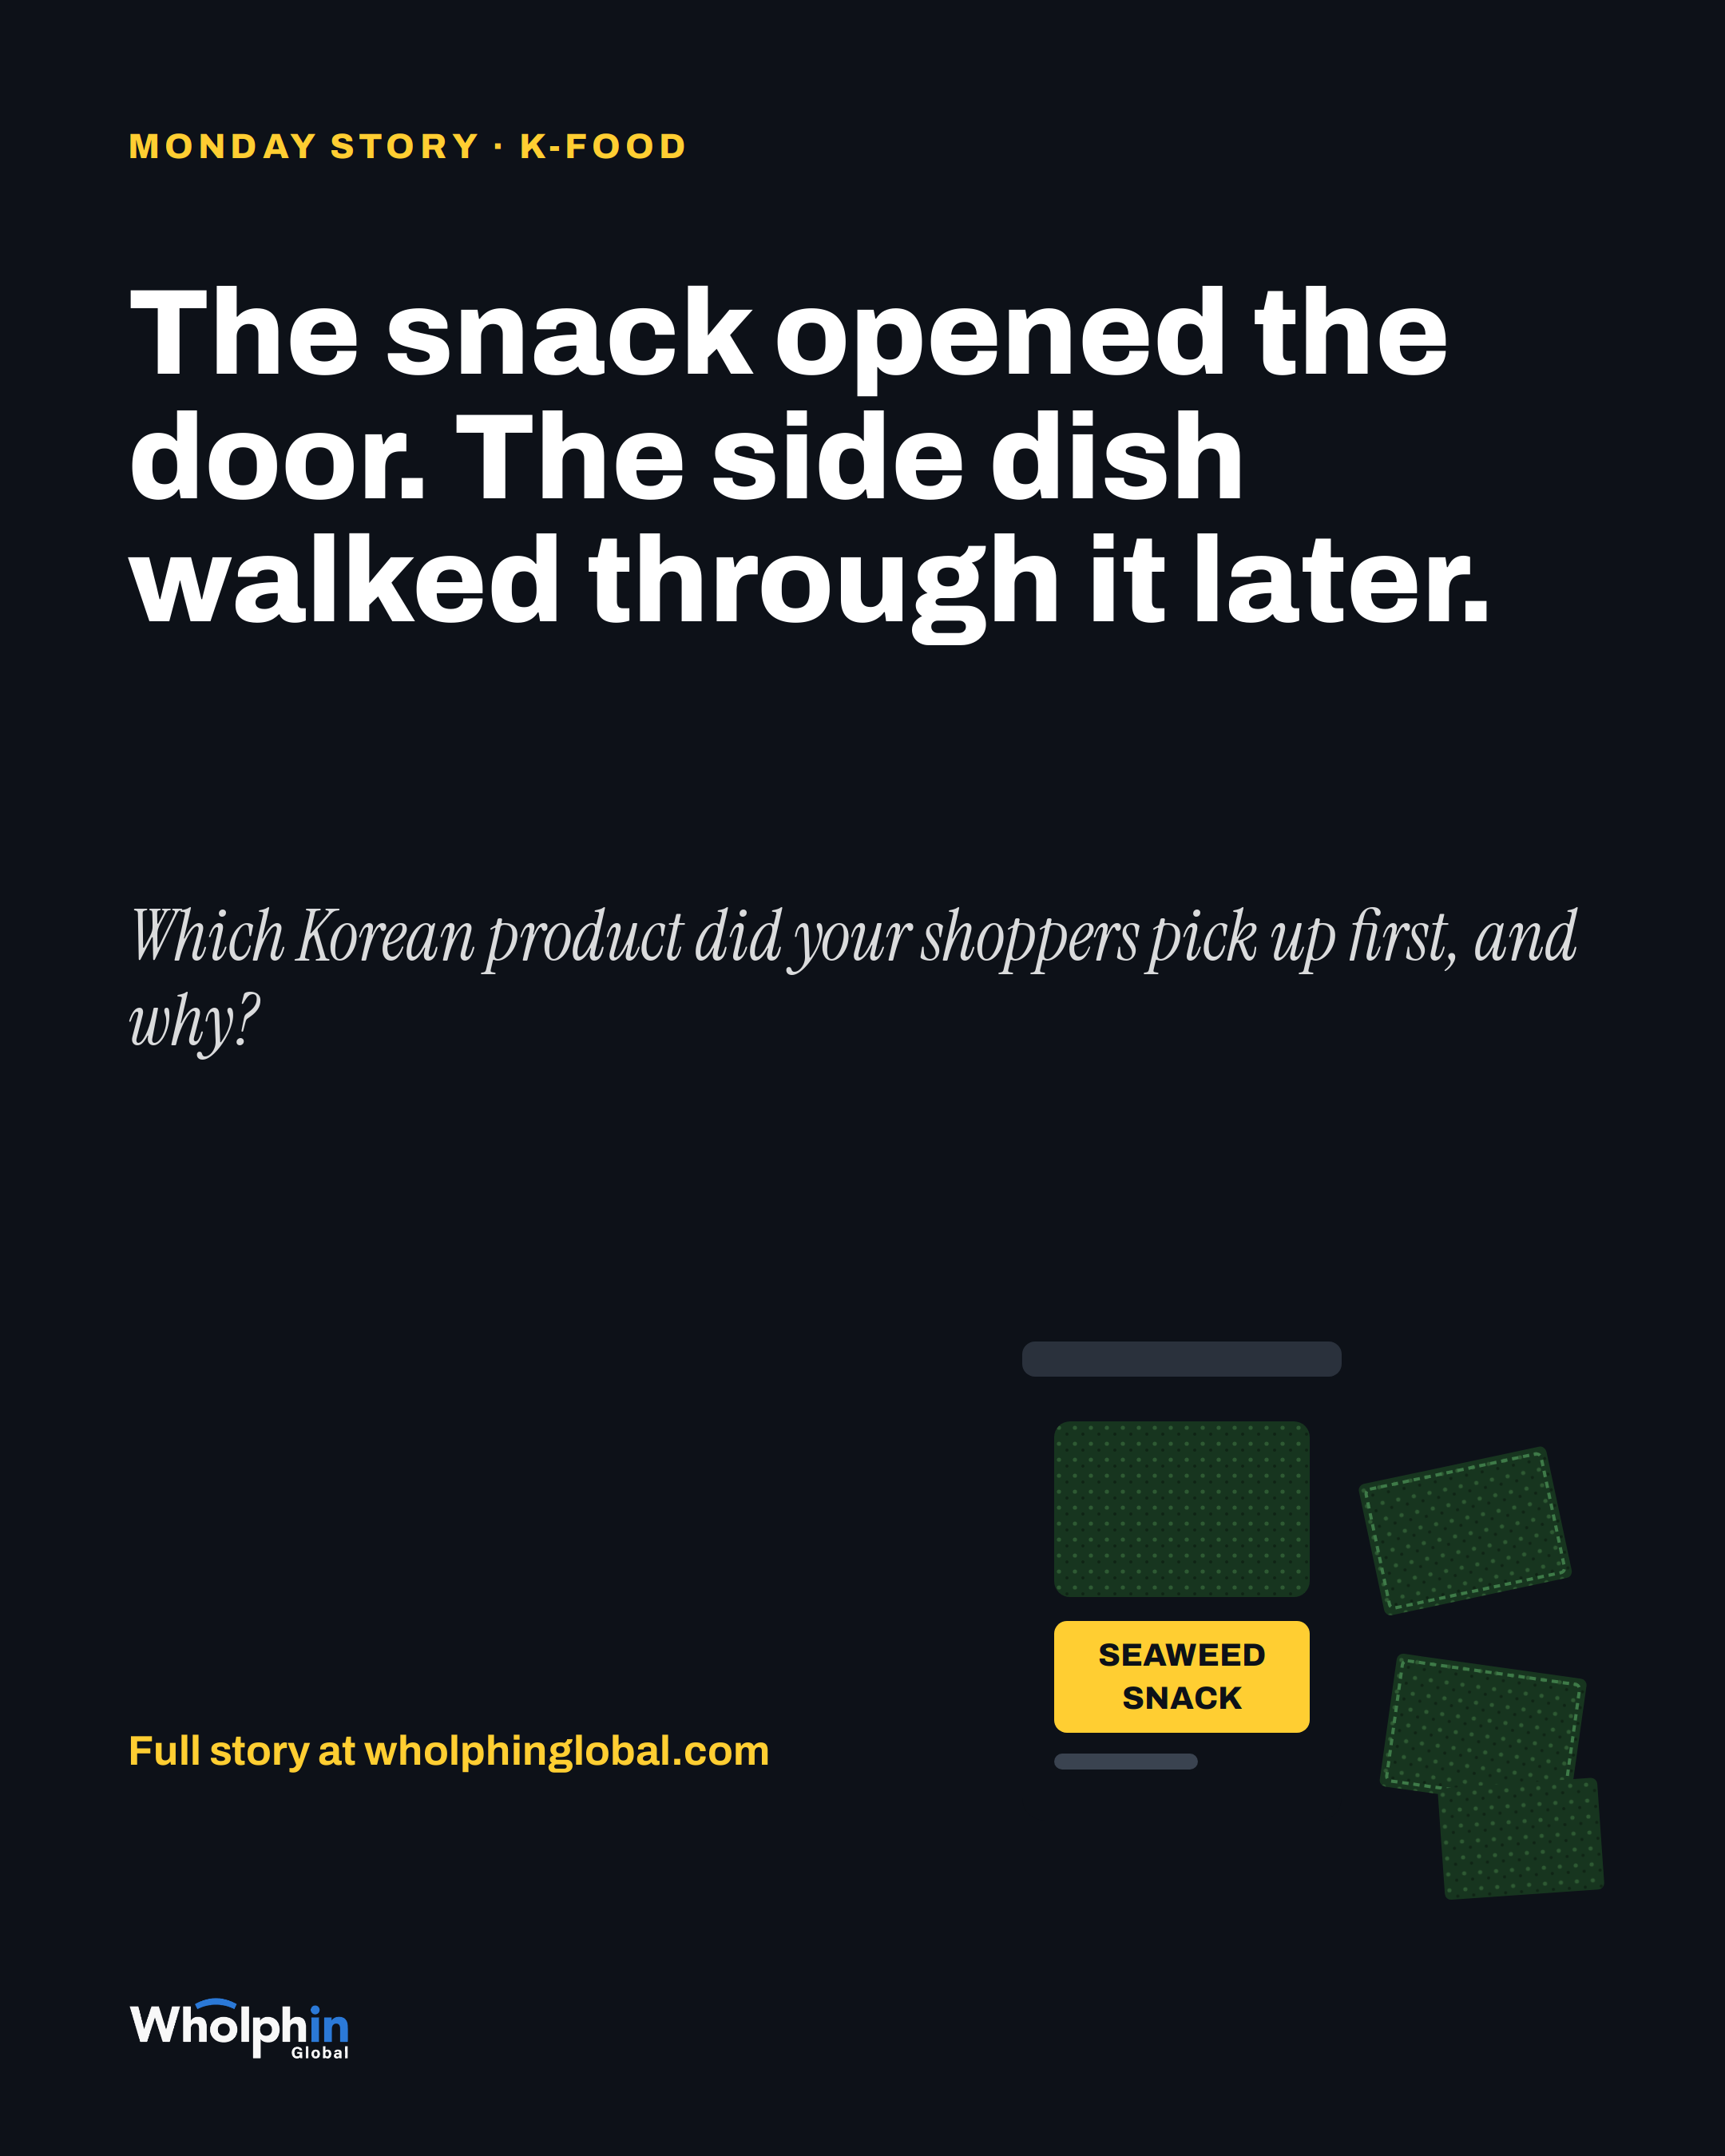 MONDAY STORY · K-FOOD
The snack opened the
door. The side dish
walked through it later.
Which Korean product did your shoppers pick up first, and
why?
SEAWEED
SNACK
Full story at wholphinglobal.com
Wholphin
Global